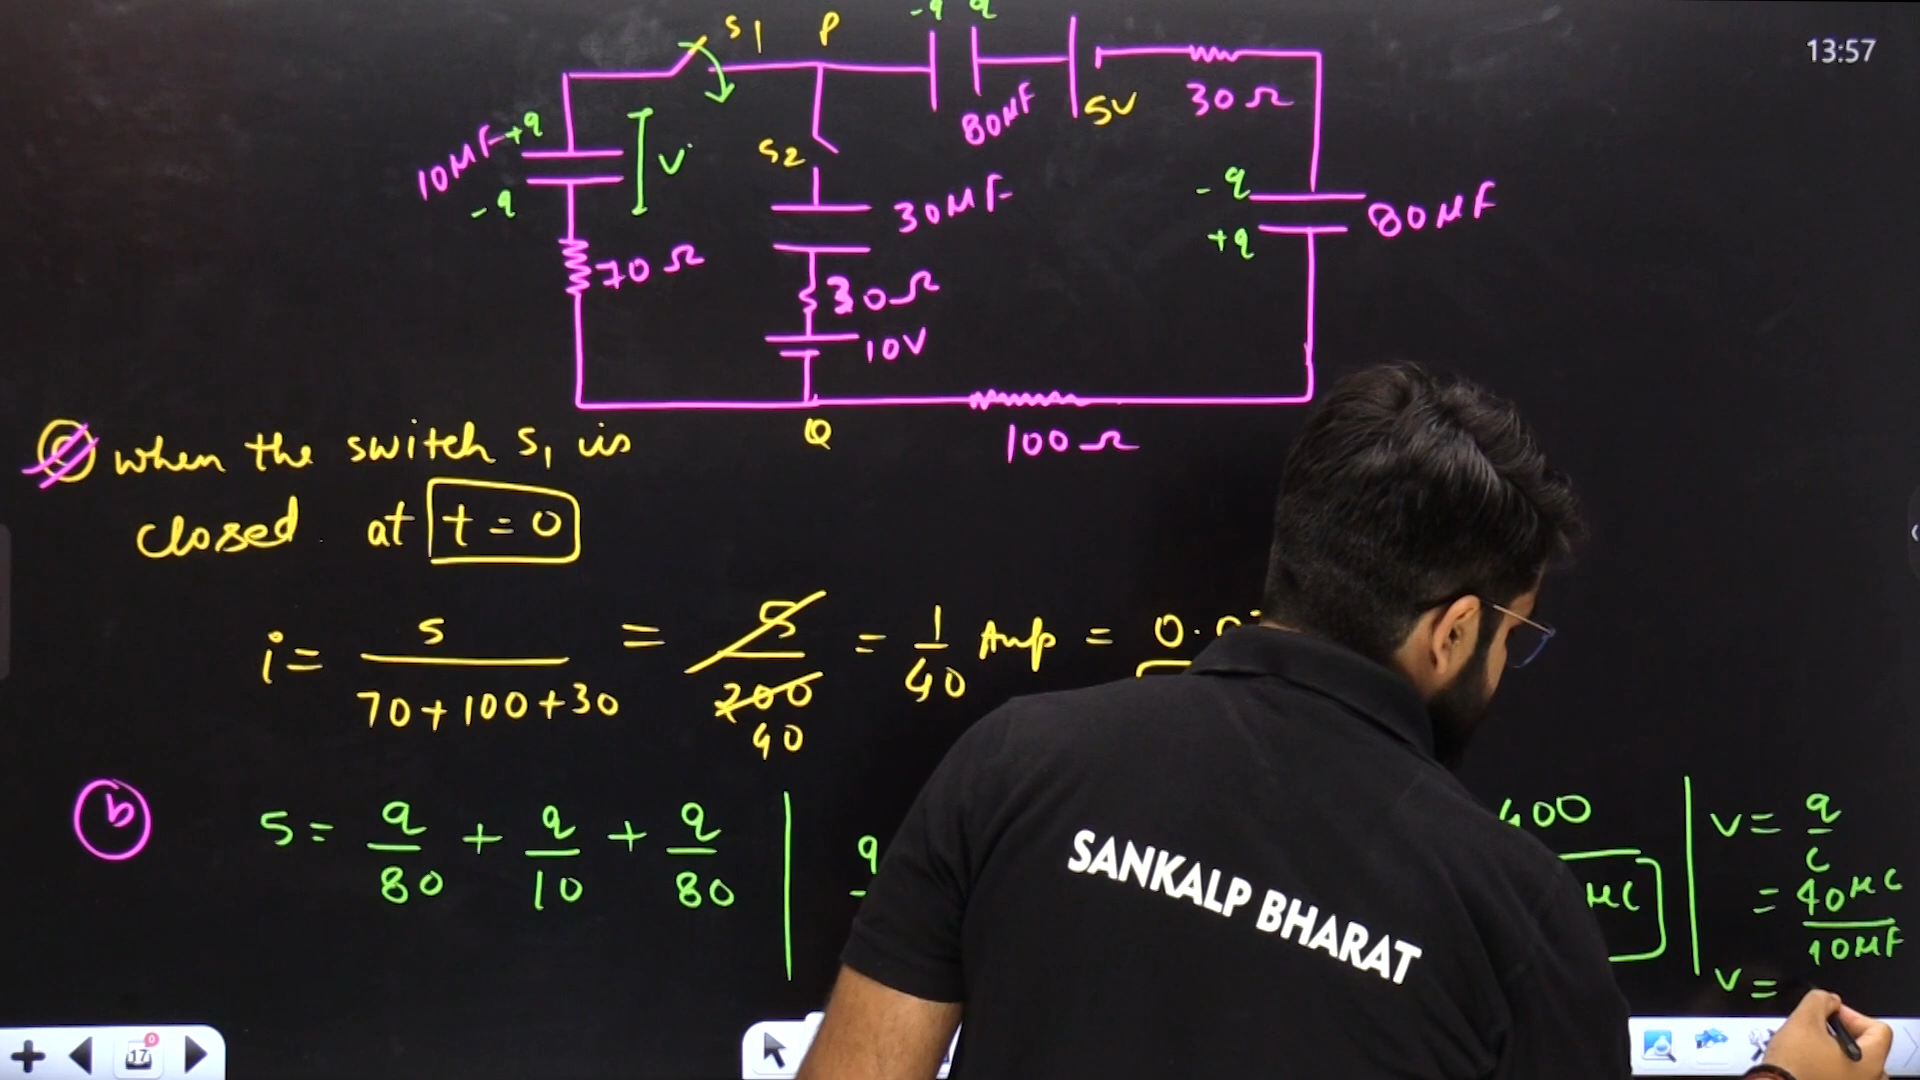 13:57
S1 P -q q
10μF +q
-q
V
S2
80μF
5V
30Ω
30μF
-q
+q
80μF
70Ω
30Ω
10V
Q
100Ω
when the switch S1 is
closed at t = 0
i = 5 / 70+100+30 = 5 / 200 40 = 1/40 Amp =
b
5 = q/80 + q/10 + q/80
q
400
μC
V = q/C
= 40μC / 10μF
V =
SANKALP BHARAT
17
0